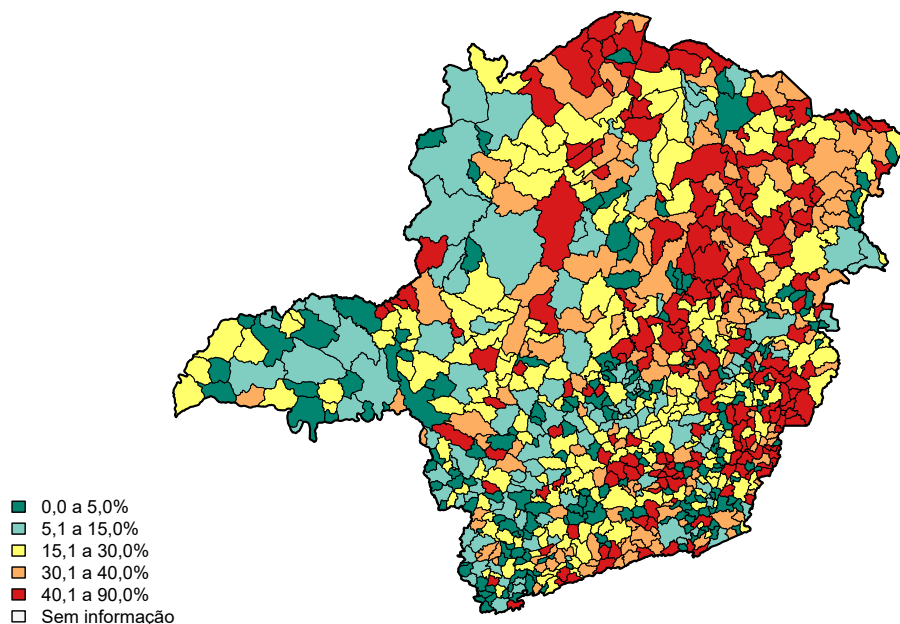 0,0 a 5,0%
5,1 a 15,0%
15,1 a 30,0%
30,1 a 40,0%
40,1 a 90,0%
Sem informação